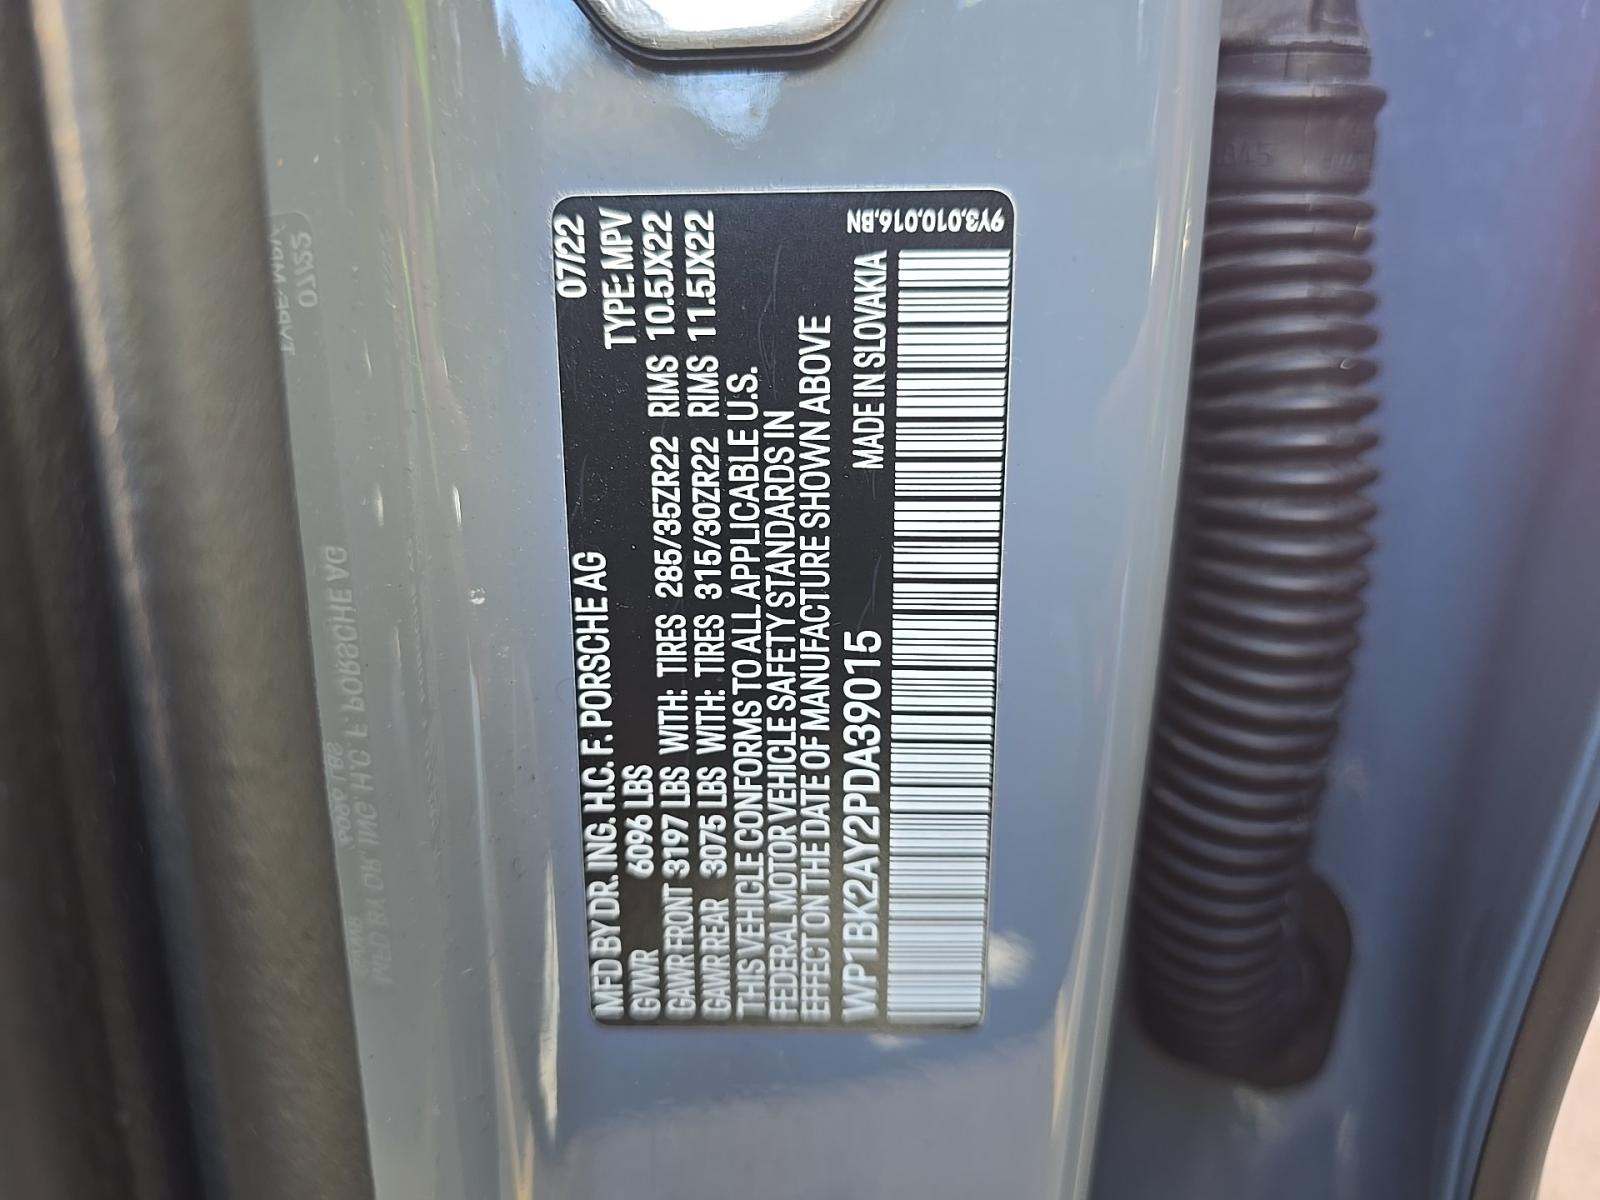 MFD BY DR. ING. H.C. F. PORSCHE AG 07/22
GVWR 6096 LBS TYPE: MPV
GAWR FRONT 3197 LBS WITH: TIRES 285/35ZR22 RIMS 10.5JX22
GAWR REAR 3075 LBS WITH: TIRES 315/30ZR22 RIMS 11.5JX22
THIS VEHICLE CONFORMS TO ALL APPLICABLE U.S.
FEDERAL MOTOR VEHICLE SAFETY STANDARDS IN
EFFECT ON THE DATE OF MANUFACTURE SHOWN ABOVE
WP1BK2AY2PDA39015 MADE IN SLOVAKIA
9Y3.010.016.BN